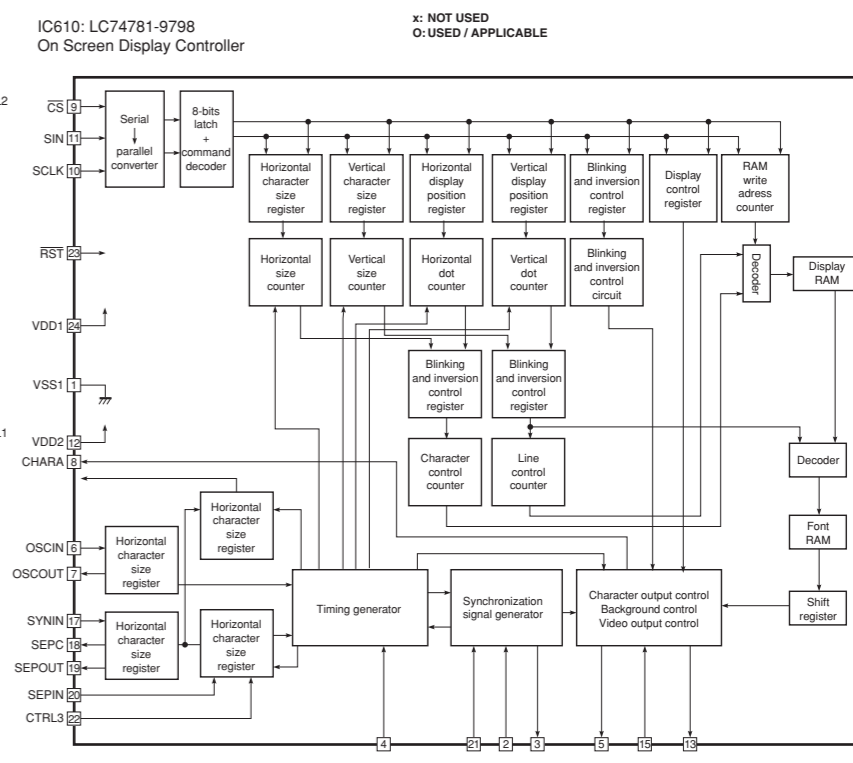 IC610: LC74781-9798
On Screen Display Controller
x: NOT USED
O: USED / APPLICABLE
L2
CS 9
SIN 11
SCLK 10
RST 23
VDD1 24
VSS1 1
L1
VDD2 12
CHARA 8
OSCIN 6
OSCOUT 7
SYNIN 17
SEPC 18
SEPOUT 19
SEPIN 20
CTRL3 22
Serial
parallel
converter
8-bits
latch
+
command
decoder
Horizontal
character
size
register
Vertical
character
size
register
Horizontal
display
position
register
Vertical
display
position
register
Blinking
and inversion
control
register
Display
control
register
RAM
write
adress
counter
Horizontal
size
counter
Vertical
size
counter
Horizontal
dot
counter
Vertical
dot
counter
Blinking
and inversion
control
circuit
Decoder
Display
RAM
Blinking
and inversion
control
register
Blinking
and inversion
control
register
Character
control
counter
Line
control
counter
Decoder
Font
RAM
Shift
register
Horizontal
character
size
register
Horizontal
character
size
register
Horizontal
character
size
register
Horizontal
character
size
register
Timing generator
Synchronization
signal generator
Character output control
Background control
Video output control
4 21 2 3 5 15 13